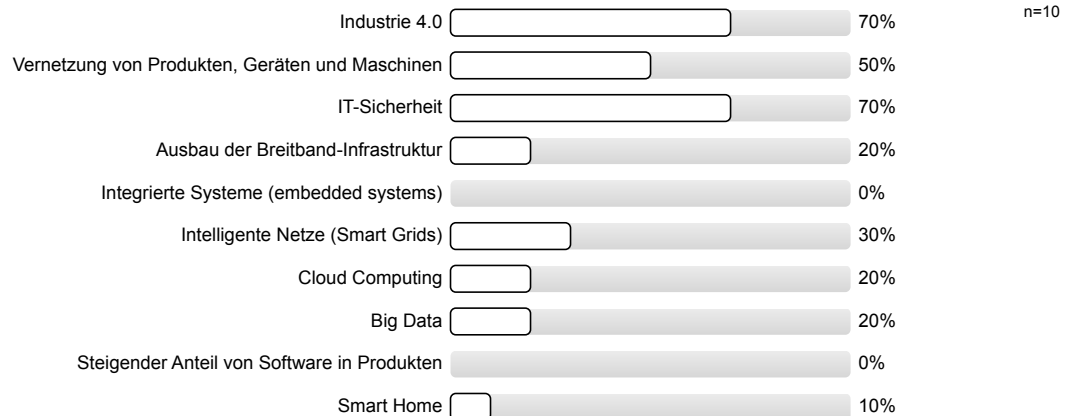 Industrie 4.0 70% n=10
Vernetzung von Produkten, Geräten und Maschinen 50%
IT-Sicherheit 70%
Ausbau der Breitband-Infrastruktur 20%
Integrierte Systeme (embedded systems) 0%
Intelligente Netze (Smart Grids) 30%
Cloud Computing 20%
Big Data 20%
Steigender Anteil von Software in Produkten 0%
Smart Home 10%